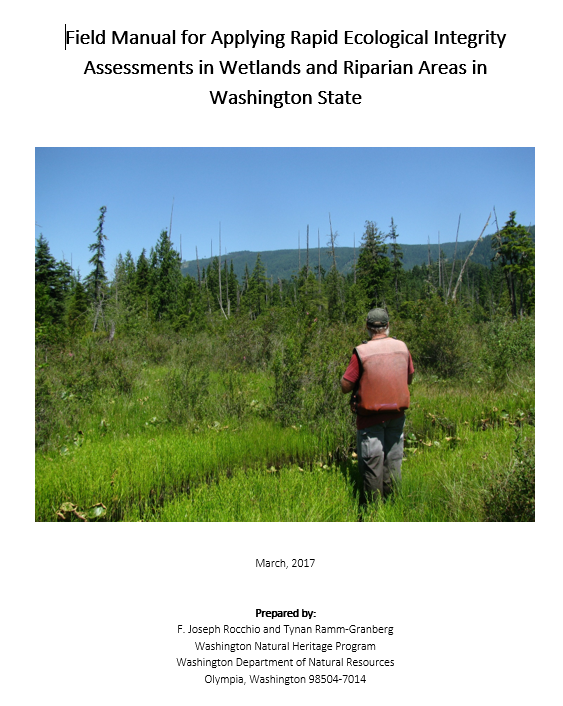 Field Manual for Applying Rapid Ecological Integrity
Assessments in Wetlands and Riparian Areas in
Washington State
March, 2017
Prepared by:
F. Joseph Rocchio and Tynan Ramm-Granberg
Washington Natural Heritage Program
Washington Department of Natural Resources
Olympia, Washington 98504-7014